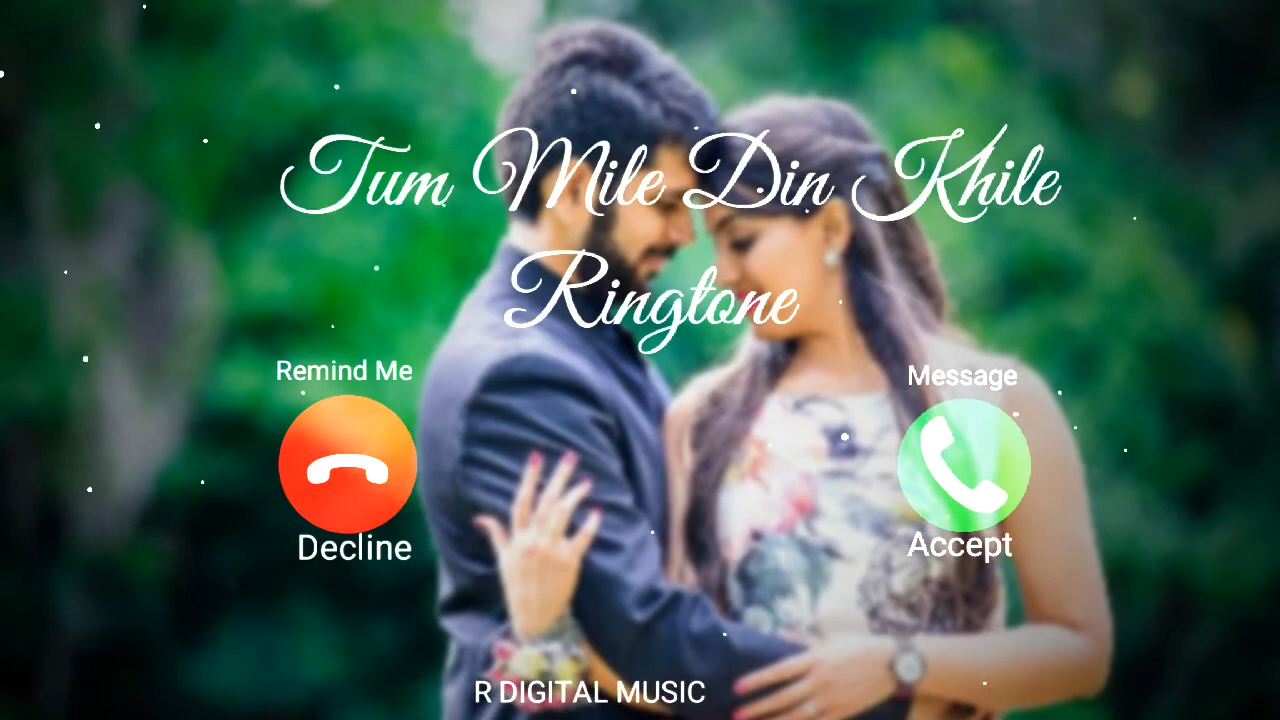 Tum Mile Din Khile
Ringtone
Remind Me
Message
Decline
Accept
R DIGITAL MUSIC